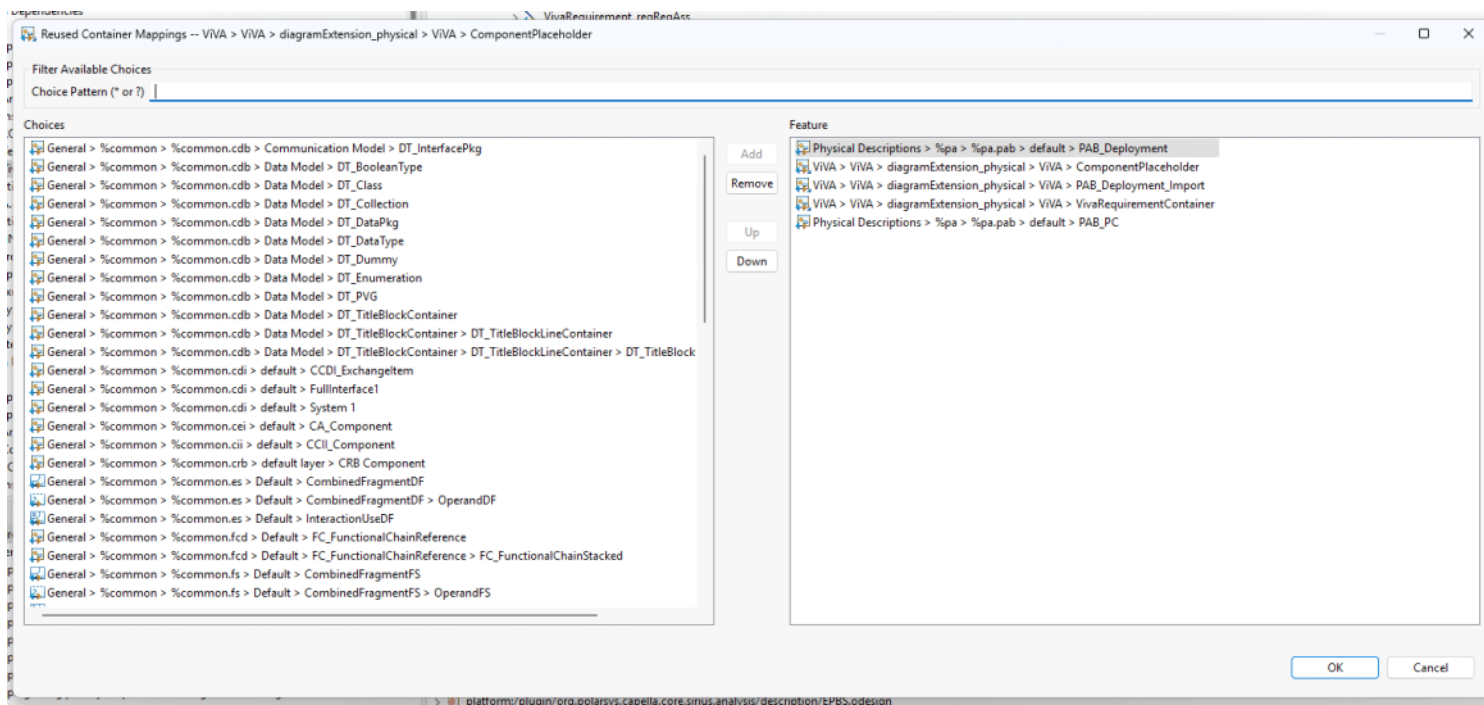 Dependencies
VivaRequirement_reqReqAss
Reused Container Mappings -- ViVA > ViVA > diagramExtension_physical > ViVA > ComponentPlaceholder
Filter Available Choices
Choice Pattern (* or ?)
Choices
General > %common > %common.cdb > Communication Model > DT_InterfacePkg
General > %common > %common.cdb > Data Model > DT_BooleanType
General > %common > %common.cdb > Data Model > DT_Class
General > %common > %common.cdb > Data Model > DT_Collection
General > %common > %common.cdb > Data Model > DT_DataPkg
General > %common > %common.cdb > Data Model > DT_DataType
General > %common > %common.cdb > Data Model > DT_Dummy
General > %common > %common.cdb > Data Model > DT_Enumeration
General > %common > %common.cdb > Data Model > DT_PVG
General > %common > %common.cdb > Data Model > DT_TitleBlockContainer
General > %common > %common.cdb > Data Model > DT_TitleBlockContainer > DT_TitleBlockLineContainer
General > %common > %common.cdb > Data Model > DT_TitleBlockContainer > DT_TitleBlockLineContainer > DT_TitleBlock
General > %common > %common.cdi > default > CCDI_ExchangeItem
General > %common > %common.cdi > default > FullInterface1
General > %common > %common.cdi > default > System 1
General > %common > %common.cei > default > CA_Component
General > %common > %common.cii > default > CCII_Component
General > %common > %common.crb > default layer > CRB Component
General > %common > %common.es > Default > CombinedFragmentDF
General > %common > %common.es > Default > CombinedFragmentDF > OperandDF
General > %common > %common.es > Default > InteractionUseDF
General > %common > %common.fcd > Default > FC_FunctionalChainReference
General > %common > %common.fcd > Default > FC_FunctionalChainReference > FC_FunctionalChainStacked
General > %common > %common.fs > Default > CombinedFragmentFS
General > %common > %common.fs > Default > CombinedFragmentFS > OperandFS
Add
Remove
Up
Down
Feature
Physical Descriptions > %pa > %pa.pab > default > PAB_Deployment
ViVA > ViVA > diagramExtension_physical > ViVA > ComponentPlaceholder
ViVA > ViVA > diagramExtension_physical > ViVA > PAB_Deployment_Import
ViVA > ViVA > diagramExtension_physical > ViVA > VivaRequirementContainer
Physical Descriptions > %pa > %pa.pab > default > PAB_PC
OK
Cancel
platform:/plugin/org.polarsys.capella.core.sirius.analysis/description/EPBS.odesign